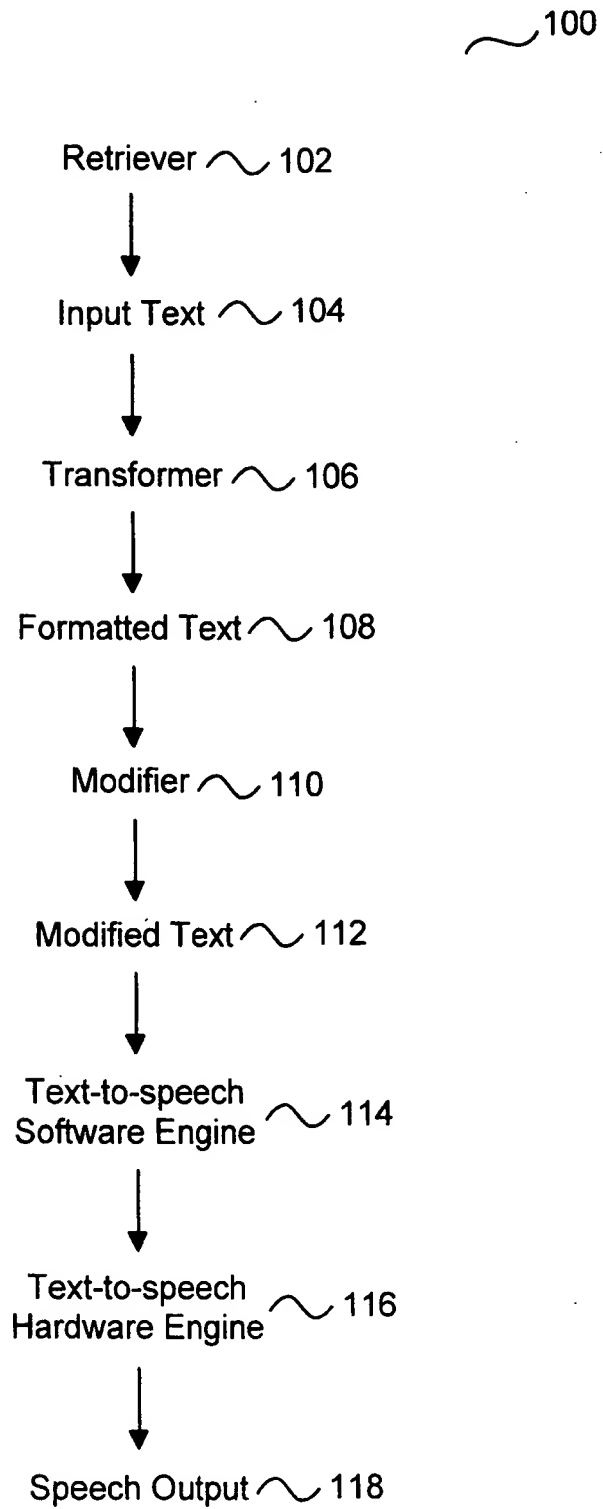 100
Retriever 102
Input Text 104
Transformer 106
Formatted Text 108
Modifier 110
Modified Text 112
Text-to-speech
Software Engine 114
Text-to-speech
Hardware Engine 116
Speech Output 118